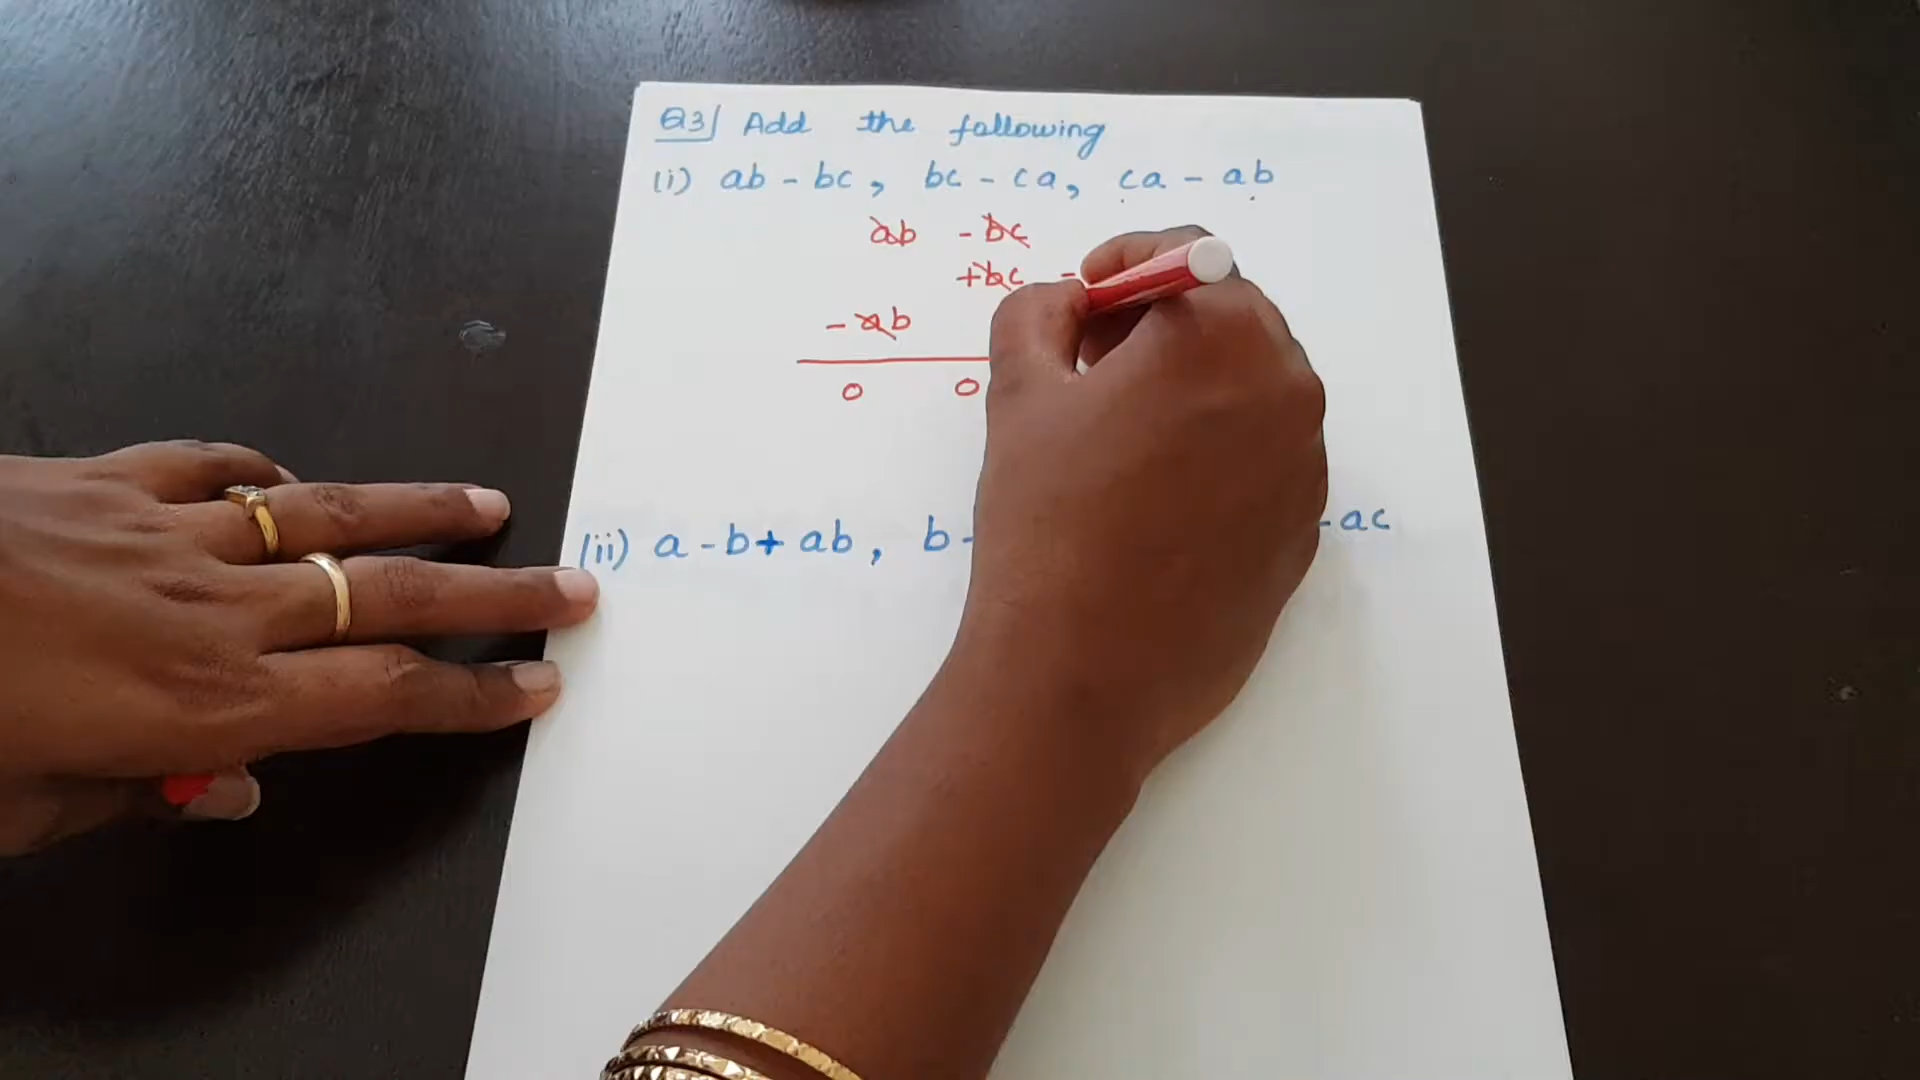 Q3 Add the following
(i) ab - bc, bc - ca, ca - ab
ab - bc
+bc -
- ab
0 0
(ii) a - b + ab, b - - ac